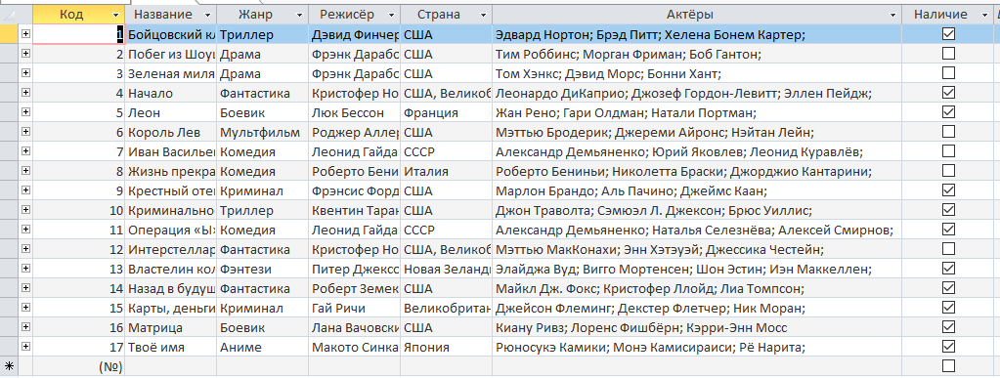 Код Название Жанр Режисёр Страна Актёры Наличие
1 Бойцовский кл Триллер Дэвид Финчер США Эдвард Нортон; Брэд Питт; Хелена Бонем Картер;
2 Побег из Шоуш Драма Фрэнк Дарабс США Тим Роббинс; Морган Фриман; Боб Гантон;
3 Зеленая миля Драма Фрэнк Дарабс США Том Хэнкс; Дэвид Морс; Бонни Хант;
4 Начало Фантастика Кристофер Но США, Великоб Леонардо ДиКаприо; Джозеф Гордон-Левитт; Эллен Пейдж;
5 Леон Боевик Люк Бессон Франция Жан Рено; Гари Олдман; Натали Портман;
6 Король Лев Мультфильм Роджер Аллер США Мэттью Бродерик; Джереми Айронс; Нэйтан Лейн;
7 Иван Васильев Комедия Леонид Гайда СССР Александр Демьяненко; Юрий Яковлев; Леонид Куравлёв;
8 Жизнь прекра Комедия Роберто Бени Италия Роберто Бениньи; Николетта Браски; Джорджио Кантарини;
9 Крестный оте Криминал Фрэнсис Форд США Марлон Брандо; Аль Пачино; Джеймс Каан;
10 Криминально Триллер Квентин Таран США Джон Траволта; Сэмюэл Л. Джексон; Брюс Уиллис;
11 Операция «Ы» Комедия Леонид Гайда СССР Александр Демьяненко; Наталья Селезнёва; Алексей Смирнов;
12 Интерстеллар Фантастика Кристофер Но США Мэттью МакКонахи; Энн Хэтэуэй; Джессика Честейн;
13 Властелин кол Фэнтези Питер Джексо Новая Зеланд Элайджа Вуд; Вигго Мортенсен; Шон Эстин; Иэн Маккеллен;
14 Назад в будущ Фантастика Роберт Земек США Майкл Дж. Фокс; Кристофер Ллойд; Лиа Томпсон;
15 Карты, деньги Криминал Гай Ричи Великобритан Джейсон Флеминг; Декстер Флетчер; Ник Моран;
16 Матрица Боевик Лана Вачовски США Киану Ривз; Лоренс Фишбёрн; Кэрри-Энн Мосс
17 Твоё имя Аниме Макото Синка Япония Рюносукэ Камики; Монэ Камисираиси; Рё Нарита;
(№)